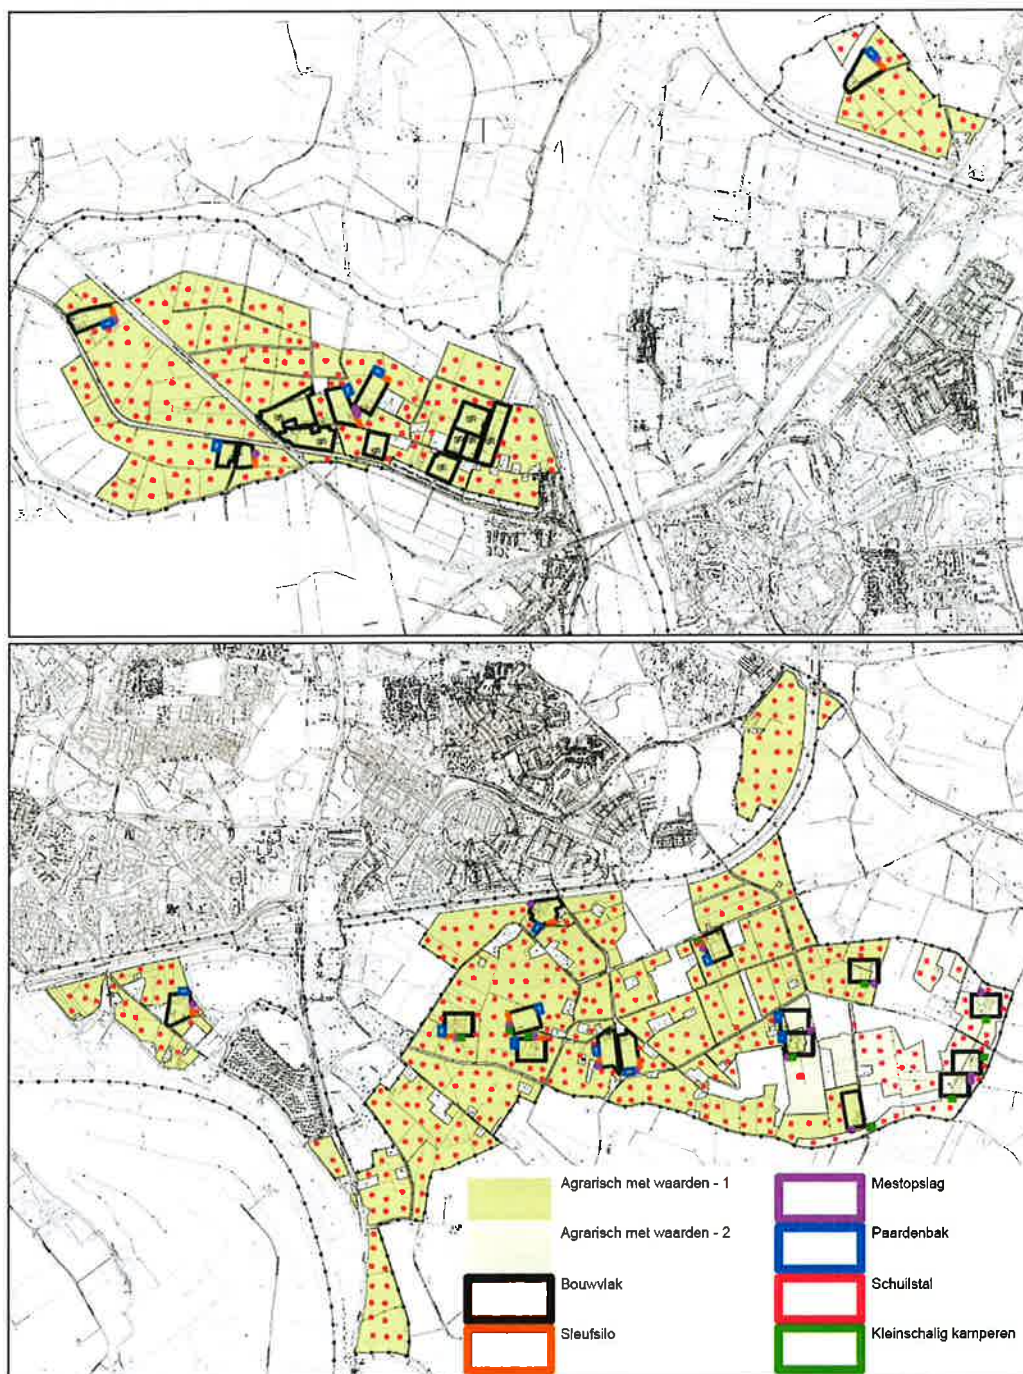 Agrarisch met waarden - 1
Agrarisch met waarden - 2
Bouwvlak
Sleufsilo
Mestopslag
Paardenbak
Schuilstal
Kleinschalig kamperen